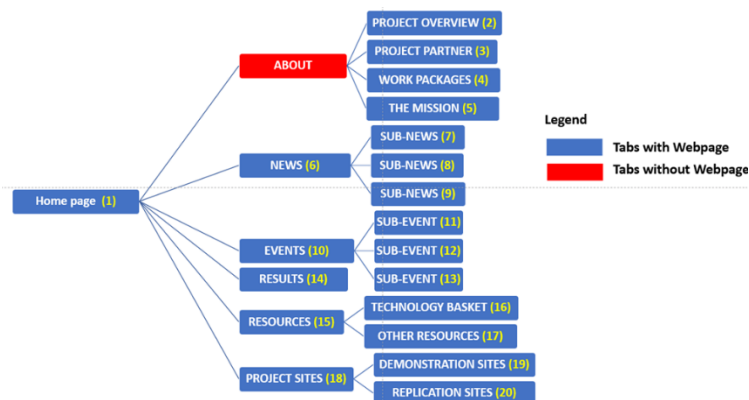 PROJECT OVERVIEW (2)
PROJECT PARTNER (3)
ABOUT
WORK PACKAGES (4)
THE MISSION (5)
Legend
SUB-NEWS (7)
Tabs with Webpage
NEWS (6)
SUB-NEWS (8)
Tabs without Webpage
SUB-NEWS (9)
Home page (1)
SUB-EVENT (11)
EVENTS (10)
SUB-EVENT (12)
RESULTS (14)
SUB-EVENT (13)
TECHNOLOGY BASKET (16)
RESOURCES (15)
OTHER RESOURCES (17)
DEMONSTRATION SITES (19)
PROJECT SITES (18)
REPLICATION SITES (20)